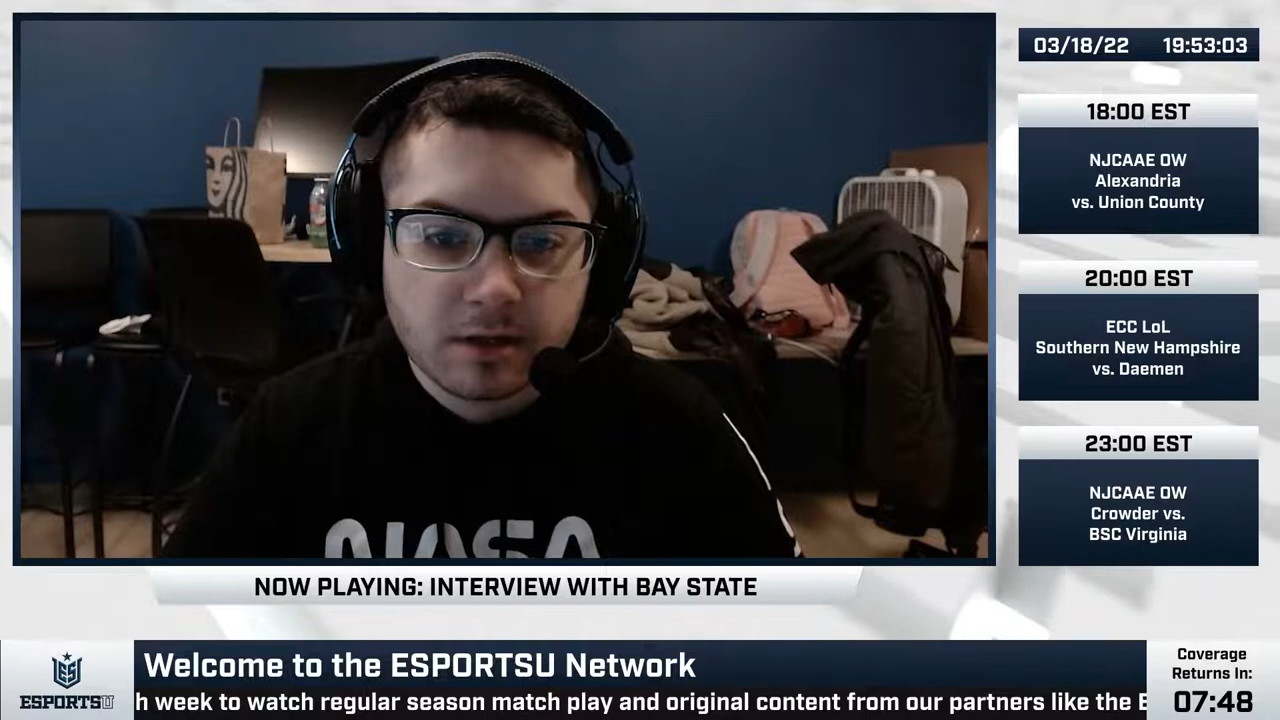 03/18/22 19:53:03
18:00 EST
NJCAAE OW
Alexandria
vs. Union County
20:00 EST
ECC LoL
Southern New Hampshire
vs. Daemen
23:00 EST
NJCAAE OW
Crowder vs.
BSC Virginia
NASA
NOW PLAYING: INTERVIEW WITH BAY STATE
ESPORTSU
Welcome to the ESPORTSU Network
h week to watch regular season match play and original content from our partners like the E
Coverage
Returns In:
07:48